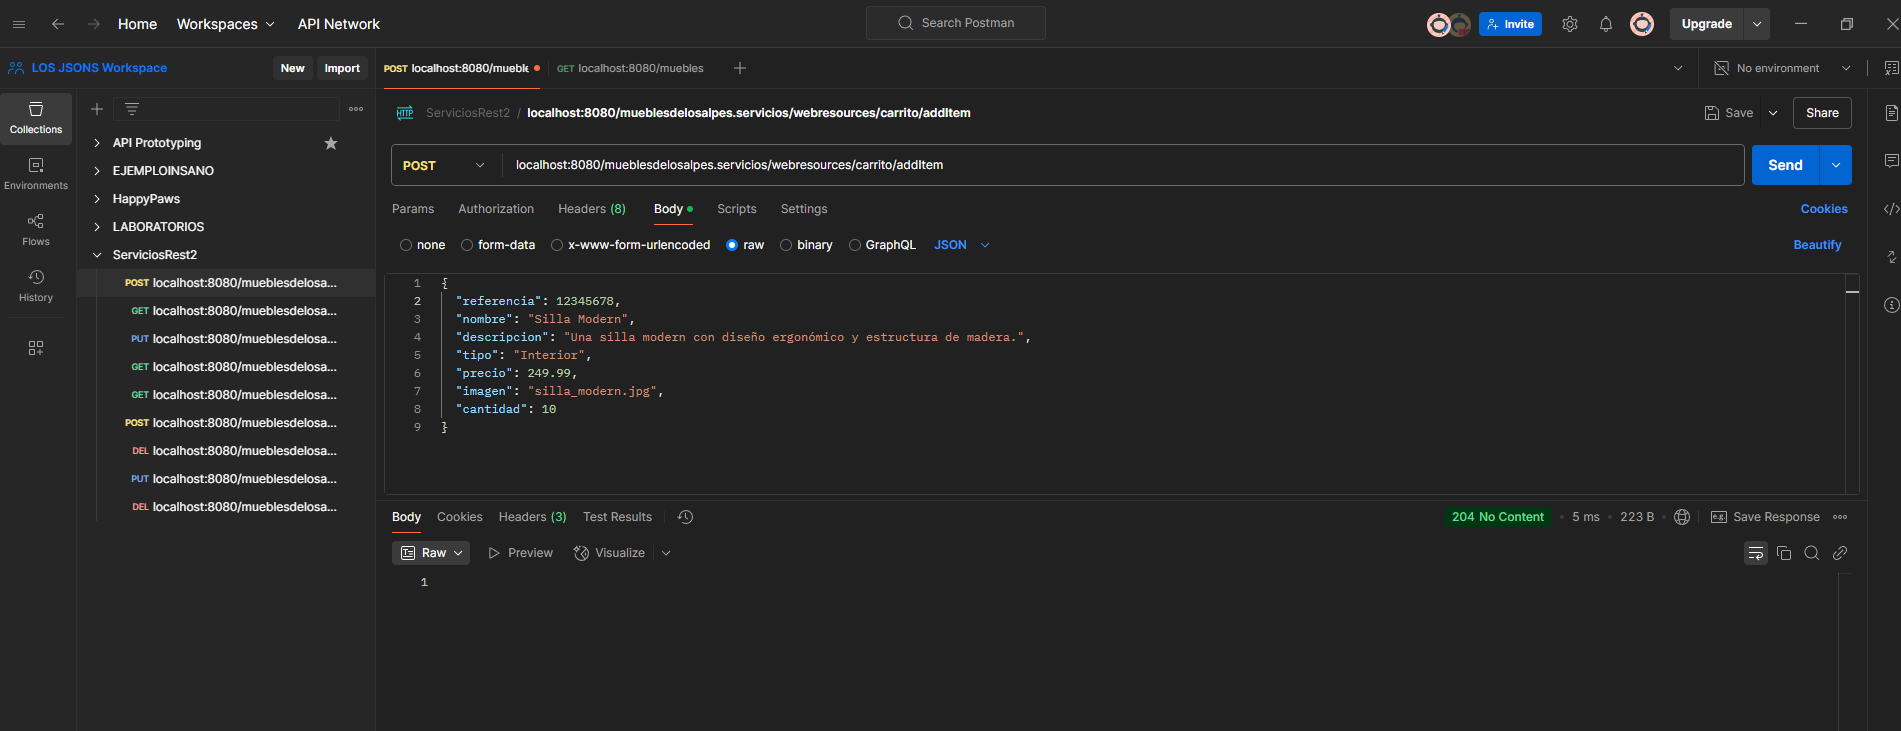 Home Workspaces API Network Search Postman Invite Upgrade
LOS JSONS Workspace New Import POST localhost:8080/mueble GET localhost:8080/muebles No environment
Collections
Environments
Flows
History
API Prototyping
EJEMPLOINSANO
HappyPaws
LABORATORIOS
ServiciosRest2
POST localhost:8080/mueblesdelosa...
GET localhost:8080/mueblesdelosa...
PUT localhost:8080/mueblesdelosa...
GET localhost:8080/mueblesdelosa...
GET localhost:8080/mueblesdelosa...
POST localhost:8080/mueblesdelosa...
DEL localhost:8080/mueblesdelosa...
PUT localhost:8080/mueblesdelosa...
DEL localhost:8080/mueblesdelosa...
HTTP ServiciosRest2 / localhost:8080/mueblesdelosalpes.servicios/webresources/carrito/addItem Save Share
POST localhost:8080/mueblesdelosalpes.servicios/webresources/carrito/addItem Send
Params Authorization Headers (8) Body Scripts Settings Cookies
none form-data x-www-form-urlencoded raw binary GraphQL JSON Beautify
1 {
2 "referencia": 12345678,
3 "nombre": "Silla Modern",
4 "descripcion": "Una silla modern con diseño ergonómico y estructura de madera.",
5 "tipo": "Interior",
6 "precio": 249.99,
7 "imagen": "silla_modern.jpg",
8 "cantidad": 10
9 }
Body Cookies Headers (3) Test Results 204 No Content 5 ms 223 B e.g. Save Response
Raw Preview Visualize
1